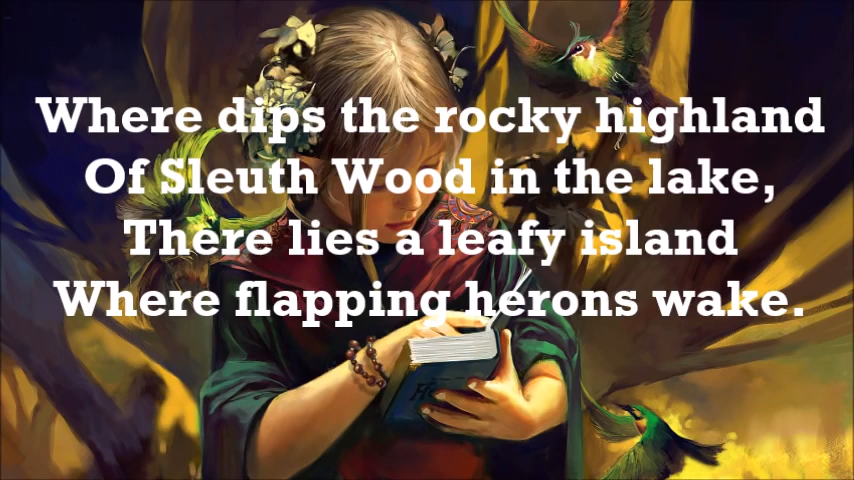 Where dips the rocky highland
Of Sleuth Wood in the lake,
There lies a leafy island
Where flapping herons wake.